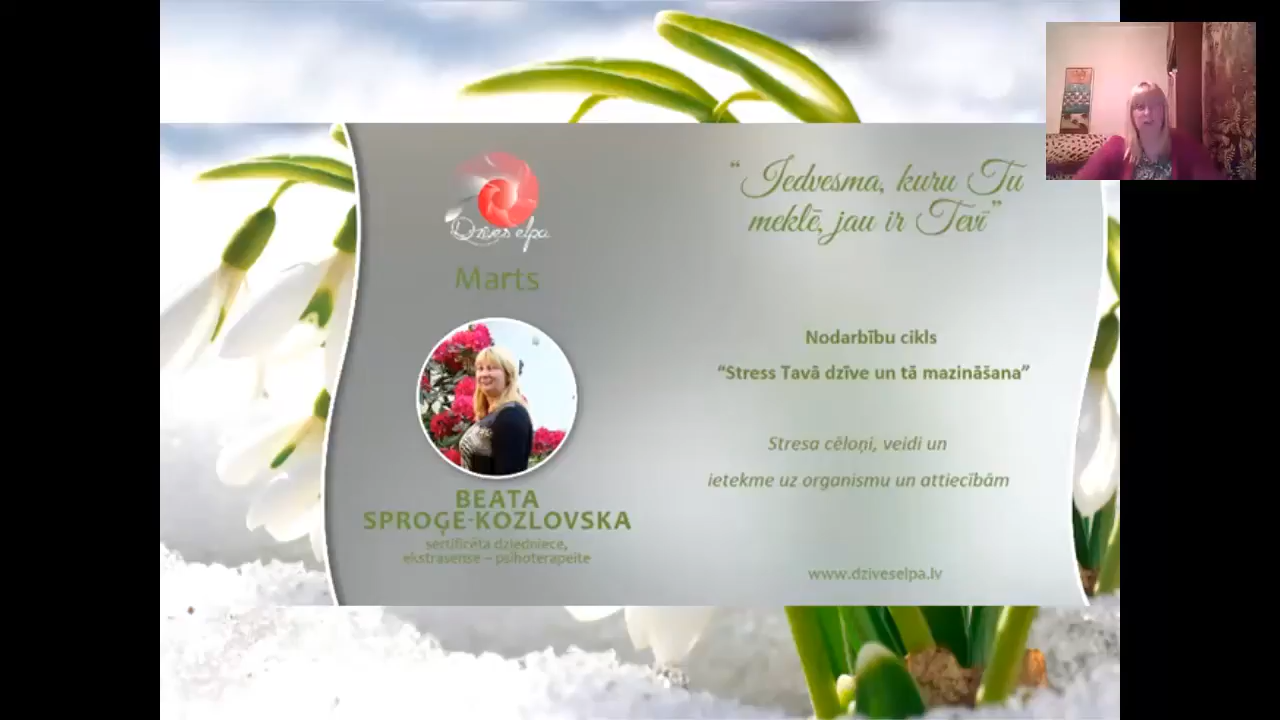 Dzīves elpa
Marts
BEATA
SPROĢE-KOZLOVSKA
sertificēta dziedniece,
ekstrasense – psihoterapeite
“Iedvesma, kuru Tu
meklē, jau ir Tevī”
Nodarbību cikls
“Stress Tavā dzīve un tā mazināšana”
Stresa cēloņi, veidi un
ietekme uz organismu un attiecībām
www.dziveselpa.lv